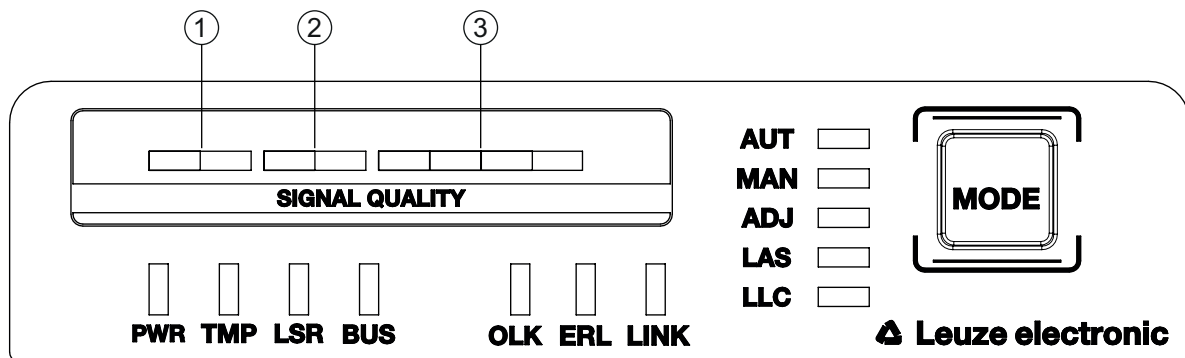 1 2 3
SIGNAL QUALITY
AUT
MAN
ADJ
LAS
LLC
MODE
PWR TMP LSR BUS OLK ERL LINK
Leuze electronic